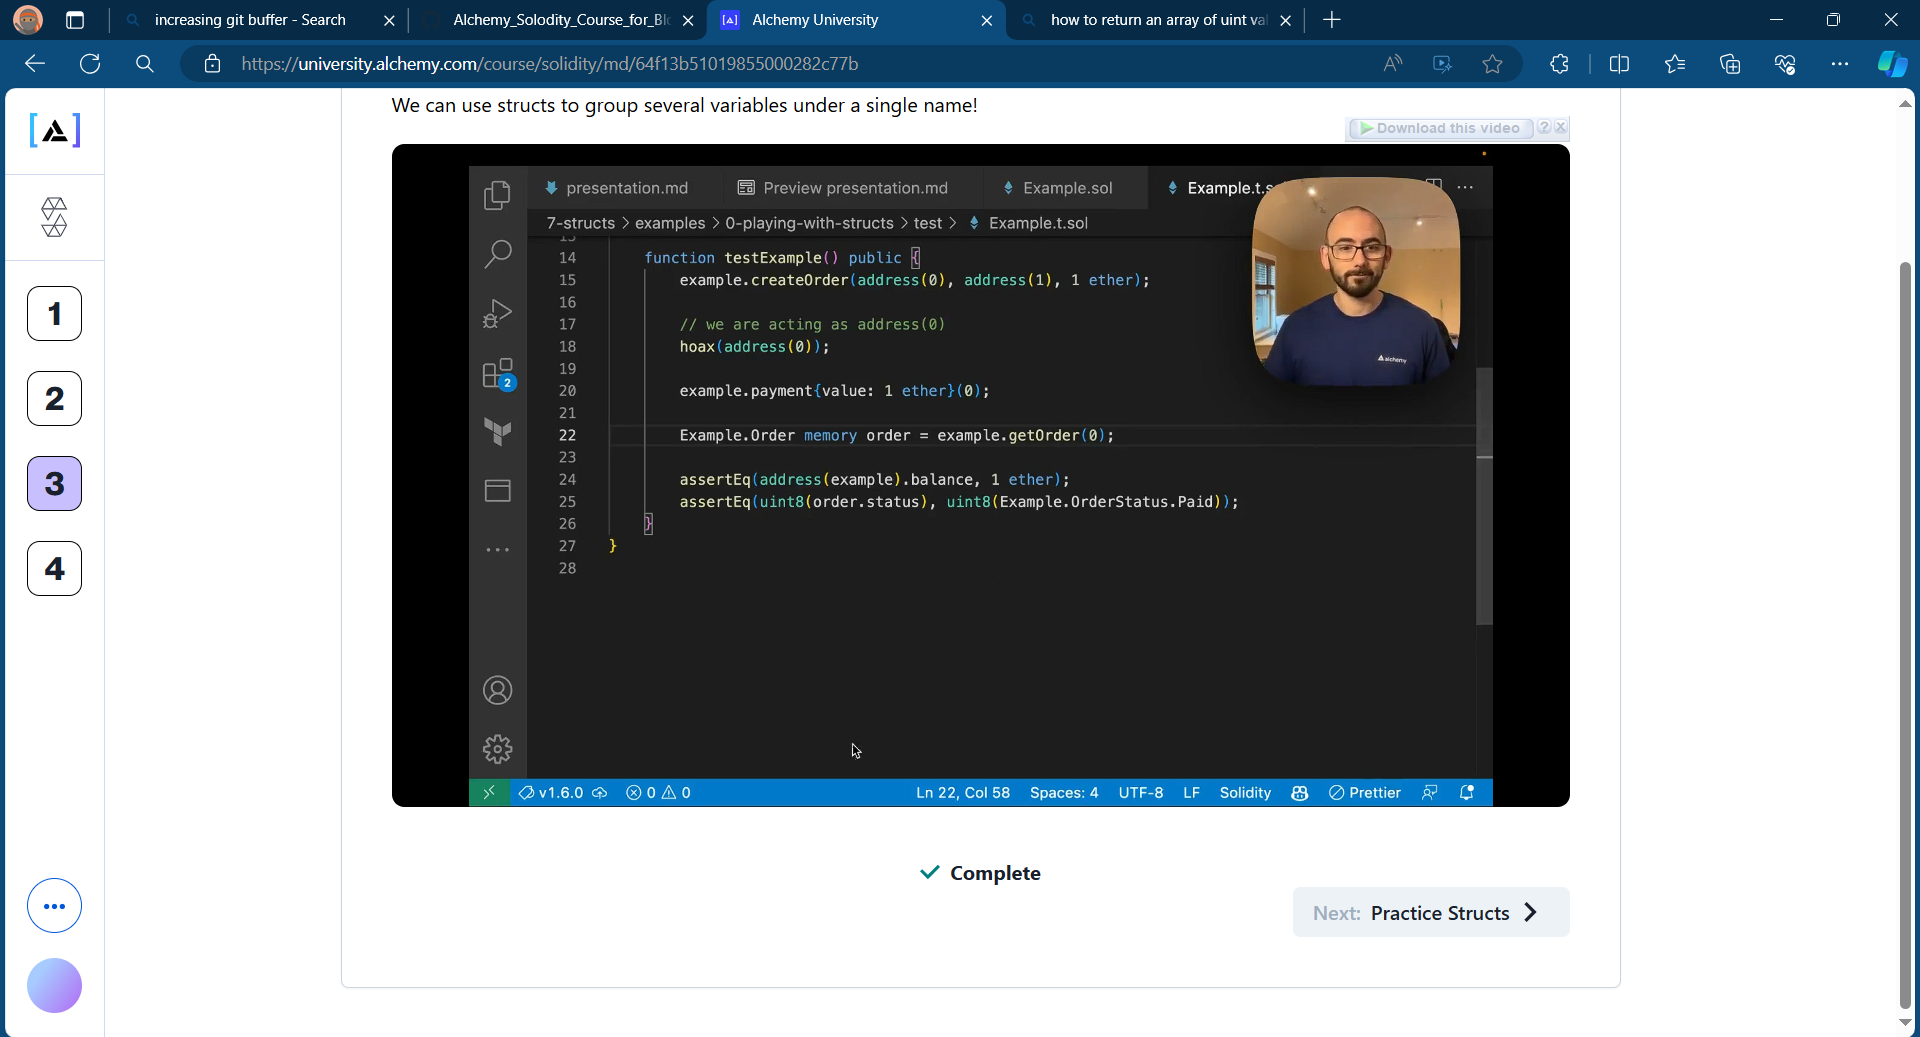 increasing git buffer - Search
Alchemy_Solodity_Course_for_Blo
Alchemy University
how to return an array of uint val
https://university.alchemy.com/course/solidity/md/64f13b51019855000282c77b
We can use structs to group several variables under a single name!
Download this video ? x
presentation.md
Preview presentation.md
Example.sol
Example.t.s
7-structs > examples > 0-playing-with-structs > test > Example.t.sol
13
14 function testExample() public {
15 example.createOrder(address(0), address(1), 1 ether);
16
17 // we are acting as address(0)
18 hoax(address(0));
19
20 example.payment{value: 1 ether}(0);
21
22 Example.Order memory order = example.getOrder(0);
23
24 assertEq(address(example).balance, 1 ether);
25 assertEq(uint8(order.status), uint8(Example.OrderStatus.Paid));
26 }
27 }
28
2
alchemy
v1.6.0
0 0
Ln 22, Col 58
Spaces: 4
UTF-8
LF
Solidity
Prettier
1
2
3
4
Complete
Next: Practice Structs